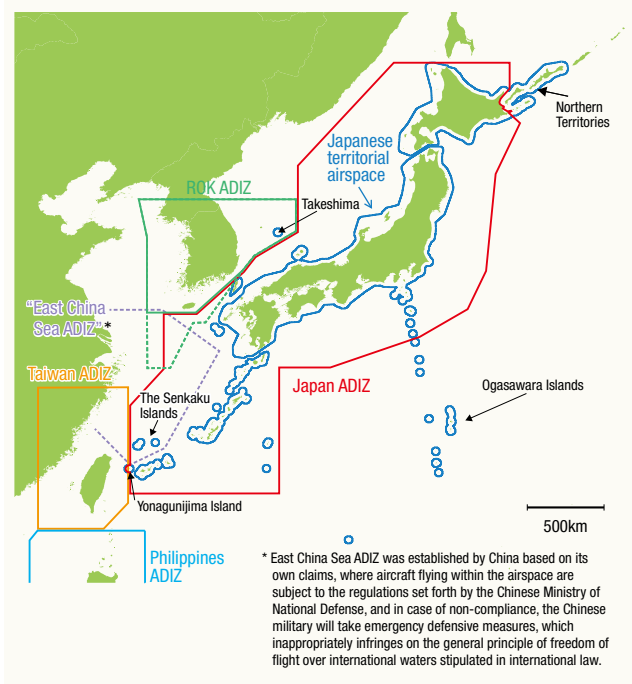 Northern
Territories
Japanese
territorial
airspace
ROK ADIZ
Takeshima
“East China
Sea ADIZ”*
Taiwan ADIZ
Japan ADIZ
The Senkaku
Islands
Ogasawara Islands
Yonagunijima Island
500km
Philippines
ADIZ
* East China Sea ADIZ was established by China based on its
own claims, where aircraft flying within the airspace are
subject to the regulations set forth by the Chinese Ministry of
National Defense, and in case of non-compliance, the Chinese
military will take emergency defensive measures, which
inappropriately infringes on the general principle of freedom of
flight over international waters stipulated in international law.